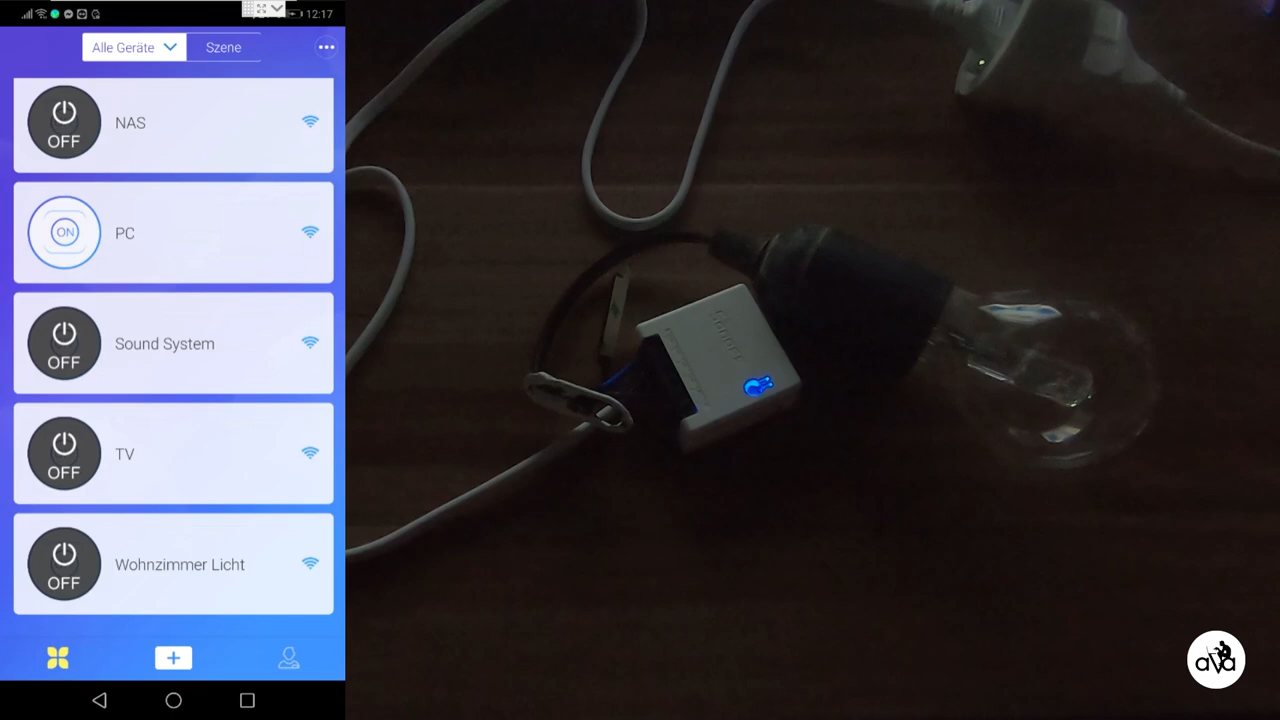 12:17
Alle Geräte
Szene
OFF
NAS
ON
PC
OFF
Sound System
OFF
TV
OFF
Wohnzimmer Licht
ava